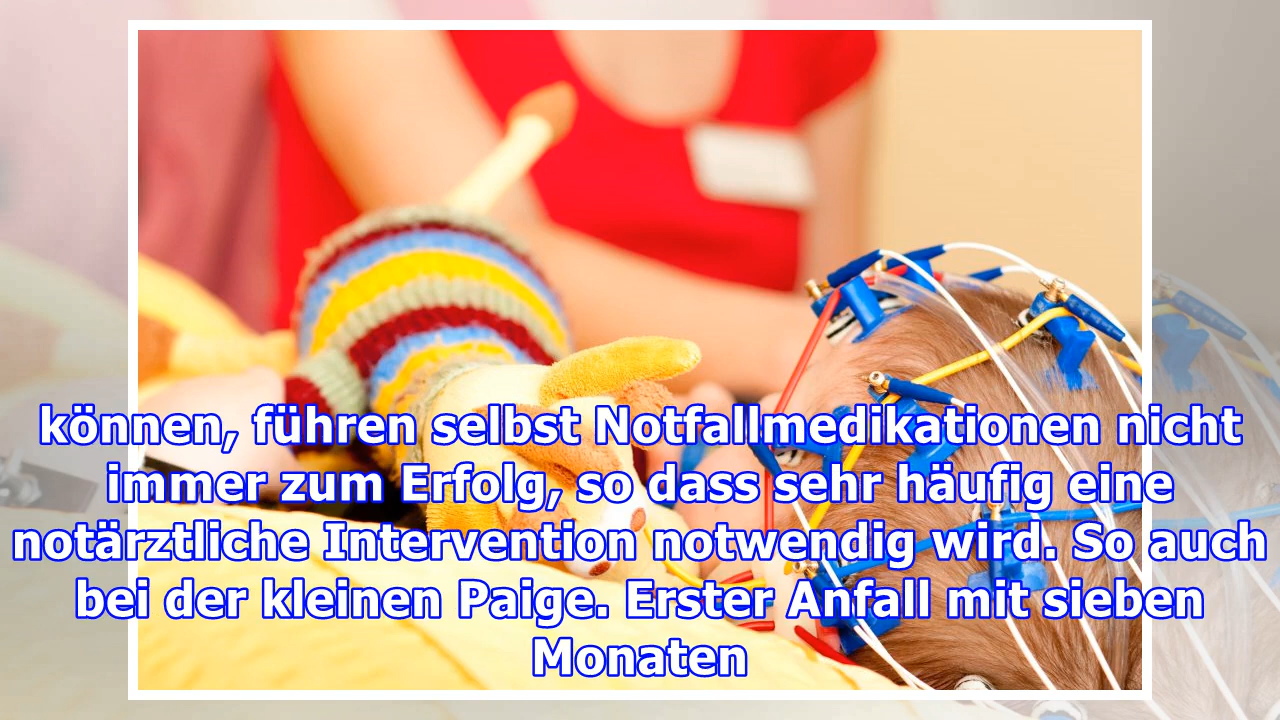 können, führen selbst Notfallmedikationen nicht
immer zum Erfolg, so dass sehr häufig eine
notärztliche Intervention notwendig wird. So auch
bei der kleinen Paige. Erster Anfall mit sieben
Monaten